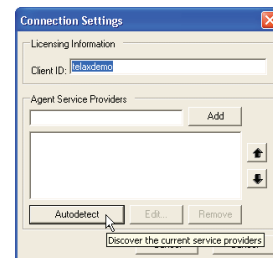 Connection Settings
Licensing Information
Client ID: telaxdemo
Agent Service Providers
Add
Autodetect Edit... Remove
Discover the current service providers